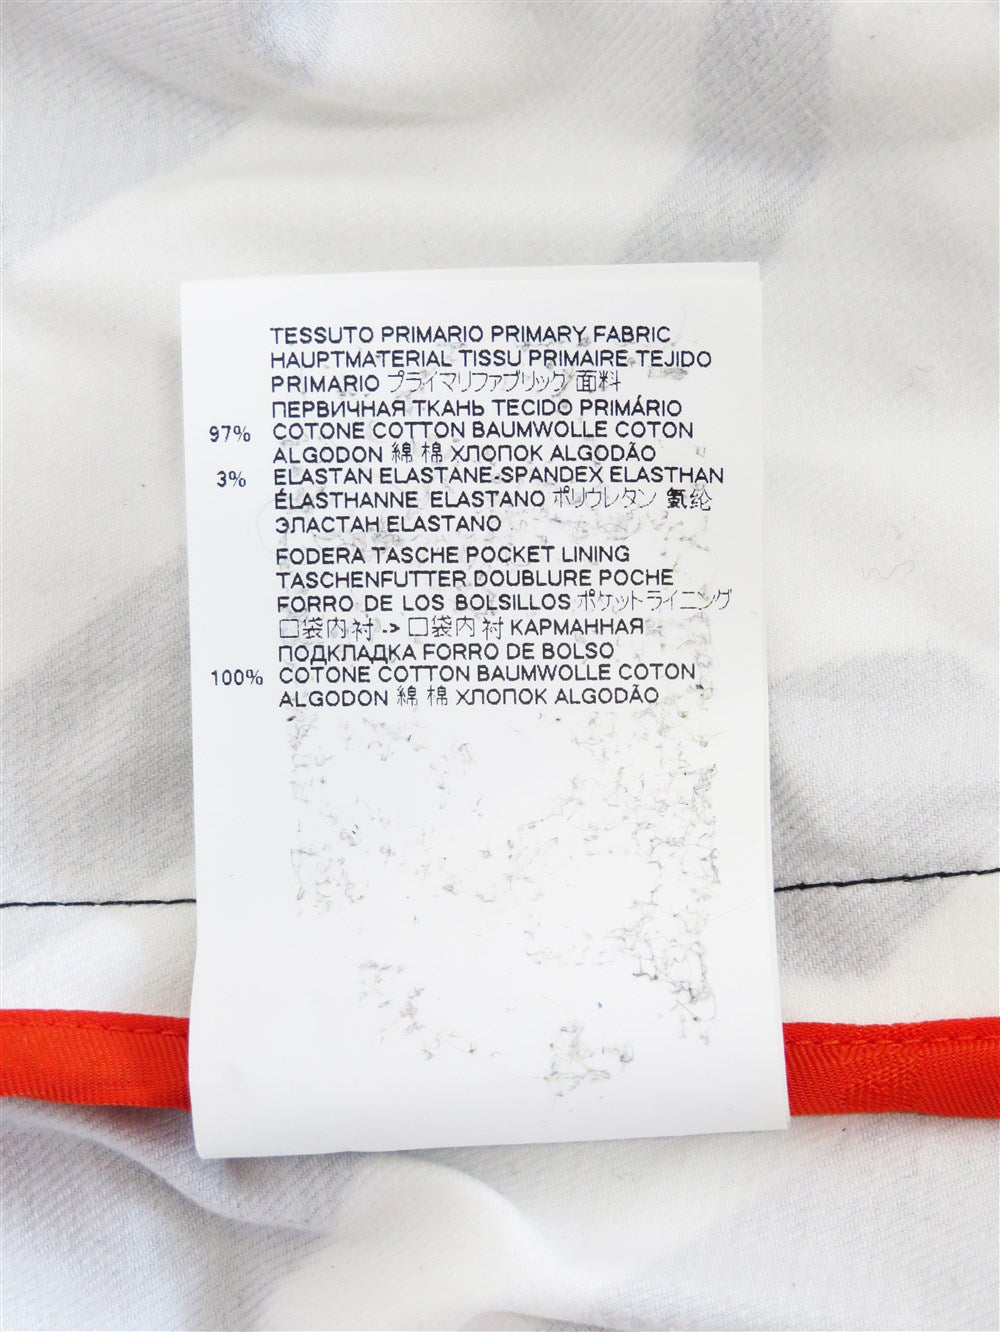 TESSUTO PRIMARIO PRIMARY FABRIC
HAUPTMATERIAL TISSU PRIMAIRE TEJIDO
PRIMARIO プライマリファブリック 面料
ПЕРВИЧНАЯ ТКАНЬ TECIDO PRIMÁRIO
97% COTONE COTTON BAUMWOLLE COTON
ALGODON 綿 棉 ХЛОПОК ALGODÃO
3% ELASTAN ELASTANE-SPANDEX ELASTHAN
ÉLASTHANNE ELASTANO ポリウレタン 氨纶
ЭЛАСТАН ELASTANO
FODERA TASCHE POCKET LINING
TASCHENFUTTER DOUBLURE POCHE
FORRO DE LOS BOLSILLOS ポケットライニング
口袋内衬 -> 口袋内衬 КАРМАННАЯ
ПОДКЛАДКА FORRO DE BOLSO
100% COTONE COTTON BAUMWOLLE COTON
ALGODON 綿 棉 ХЛОПОК ALGODÃO